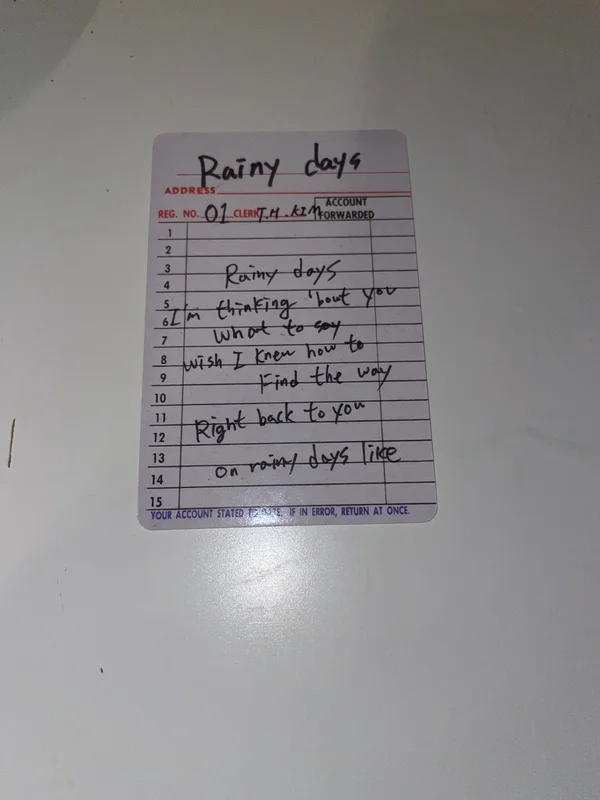 Rainy days
ADDRESS
REG. NO. 01 CLERK T.H.KIM ACCOUNT FORWARDED
1
2
3
4 Rainy days
5
6 I'm thinking 'bout you
7 What to say
8 wish I knew how to
9 Find the way
10
11
12 Right back to you
13
14 on rainy days like
15
YOUR ACCOUNT STATED TO DATE. IF IN ERROR, RETURN AT ONCE.